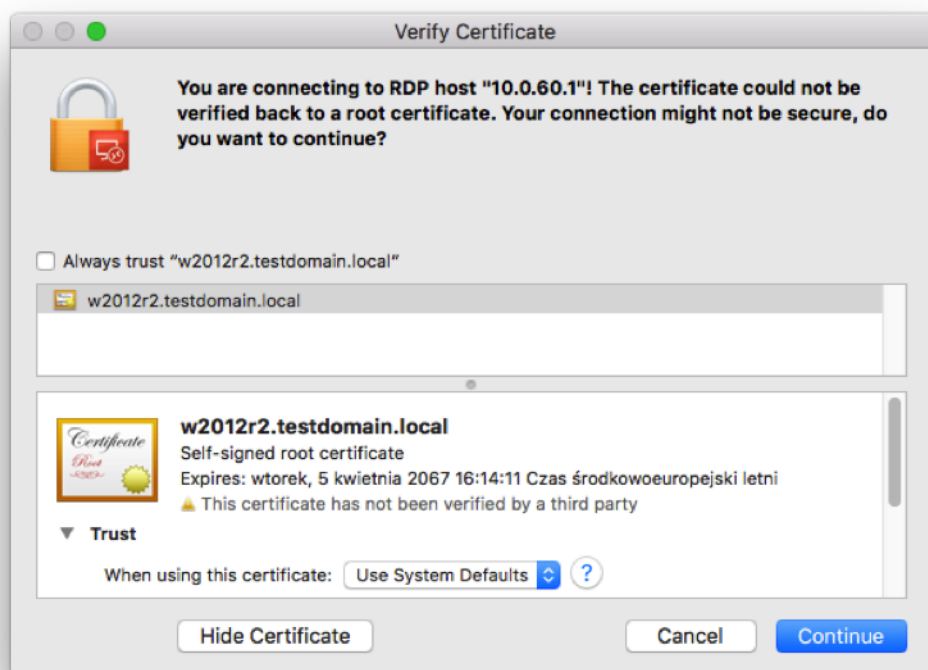 Verify Certificate
You are connecting to RDP host "10.0.60.1"! The certificate could not be
verified back to a root certificate. Your connection might not be secure, do
you want to continue?
Always trust “w2012r2.testdomain.local”
w2012r2.testdomain.local
Certificate
Root
w2012r2.testdomain.local
Self-signed root certificate
Expires: wtorek, 5 kwietnia 2067 16:14:11 Czas środkowoeuropejski letni
This certificate has not been verified by a third party
Trust
When using this certificate: Use System Defaults ?
Hide Certificate Cancel Continue